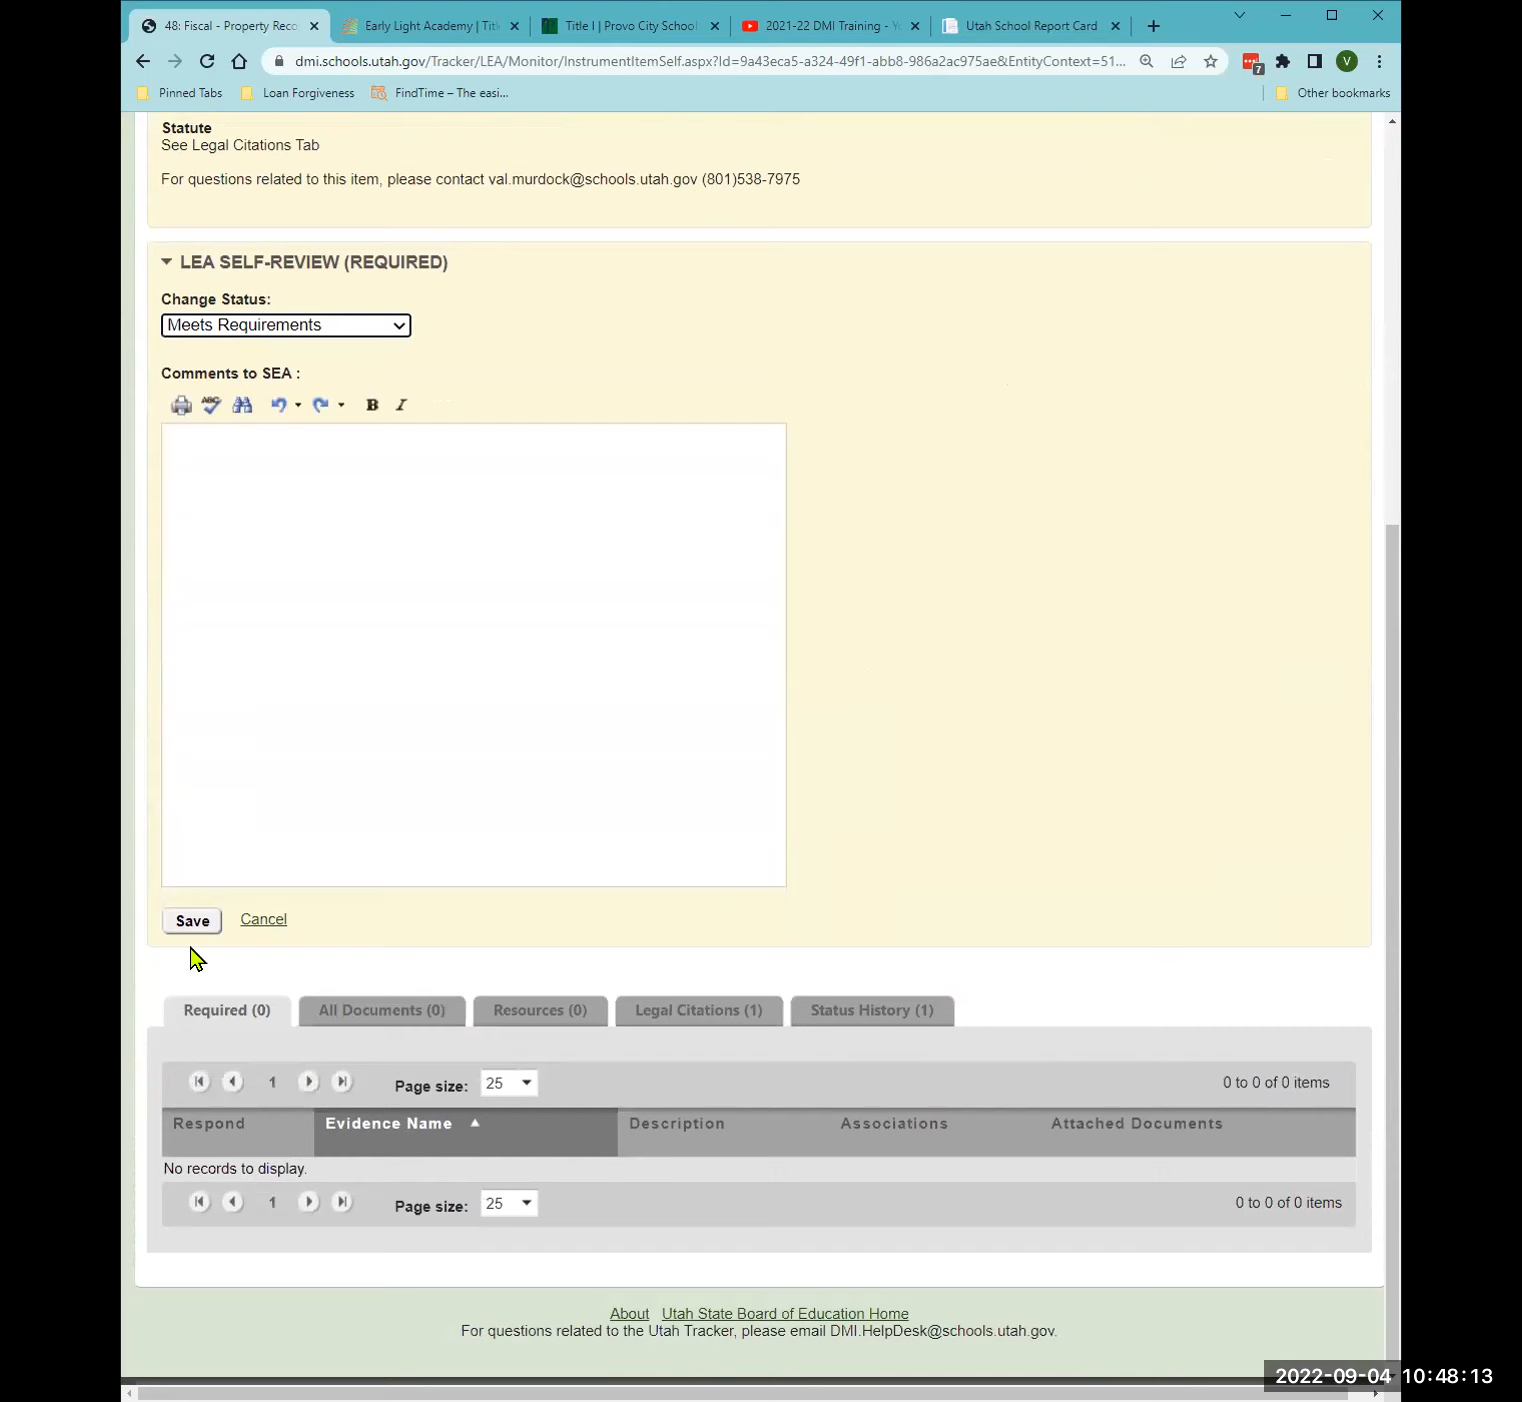 48: Fiscal - Property Reco
Early Light Academy | Titl
Title I | Provo City School
2021-22 DMI Training - Yo
Utah School Report Card
dmi.schools.utah.gov/Tracker/LEA/Monitor/InstrumentItemSelf.aspx?Id=9a43eca5-a324-49f1-abb8-986a2ac975ae&EntityContext=51...
7
V
Pinned Tabs
Loan Forgiveness
FindTime – The easi...
Other bookmarks
Statute
See Legal Citations Tab
For questions related to this item, please contact val.murdock@schools.utah.gov (801)538-7975
LEA SELF-REVIEW (REQUIRED)
Change Status:
Meets Requirements
Comments to SEA :
ABC
B I
Save Cancel
Required (0) All Documents (0) Resources (0) Legal Citations (1) Status History (1)
1 Page size: 25 0 to 0 of 0 items
Respond Evidence Name Description Associations Attached Documents
No records to display.
1 Page size: 25 0 to 0 of 0 items
About Utah State Board of Education Home
For questions related to the Utah Tracker, please email DMI.HelpDesk@schools.utah.gov.
2022-09-04 10:48:13